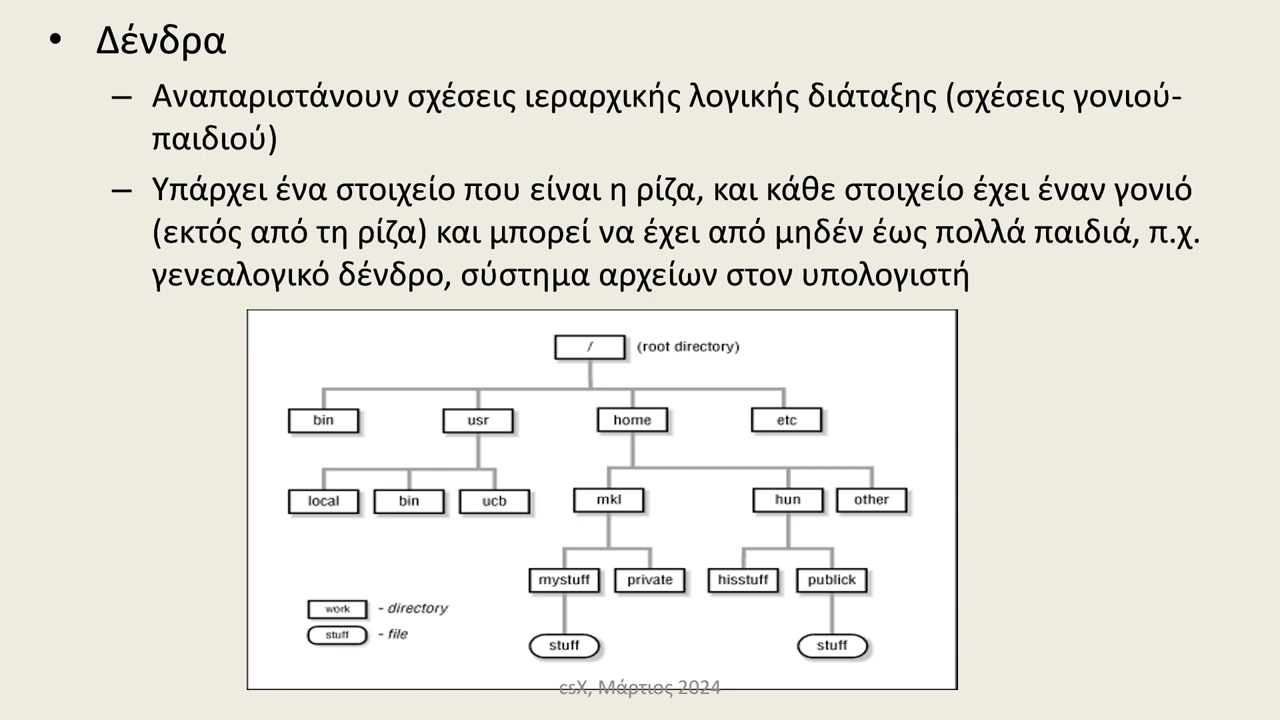 • Δένδρα
– Αναπαριστάνουν σχέσεις ιεραρχικής λογικής διάταξης (σχέσεις γονιού-
παιδιού)
– Υπάρχει ένα στοιχείο που είναι η ρίζα, και κάθε στοιχείο έχει έναν γονιό
(εκτός από τη ρίζα) και μπορεί να έχει από μηδέν έως πολλά παιδιά, π.χ.
γενεαλογικό δένδρο, σύστημα αρχείων στον υπολογιστή
/ (root directory)
bin usr home etc
local bin ucb mkl hun other
mystuff private hisstuff publick
work - directory
stuff - file
stuff stuff
csX, Μάρτιος 2024